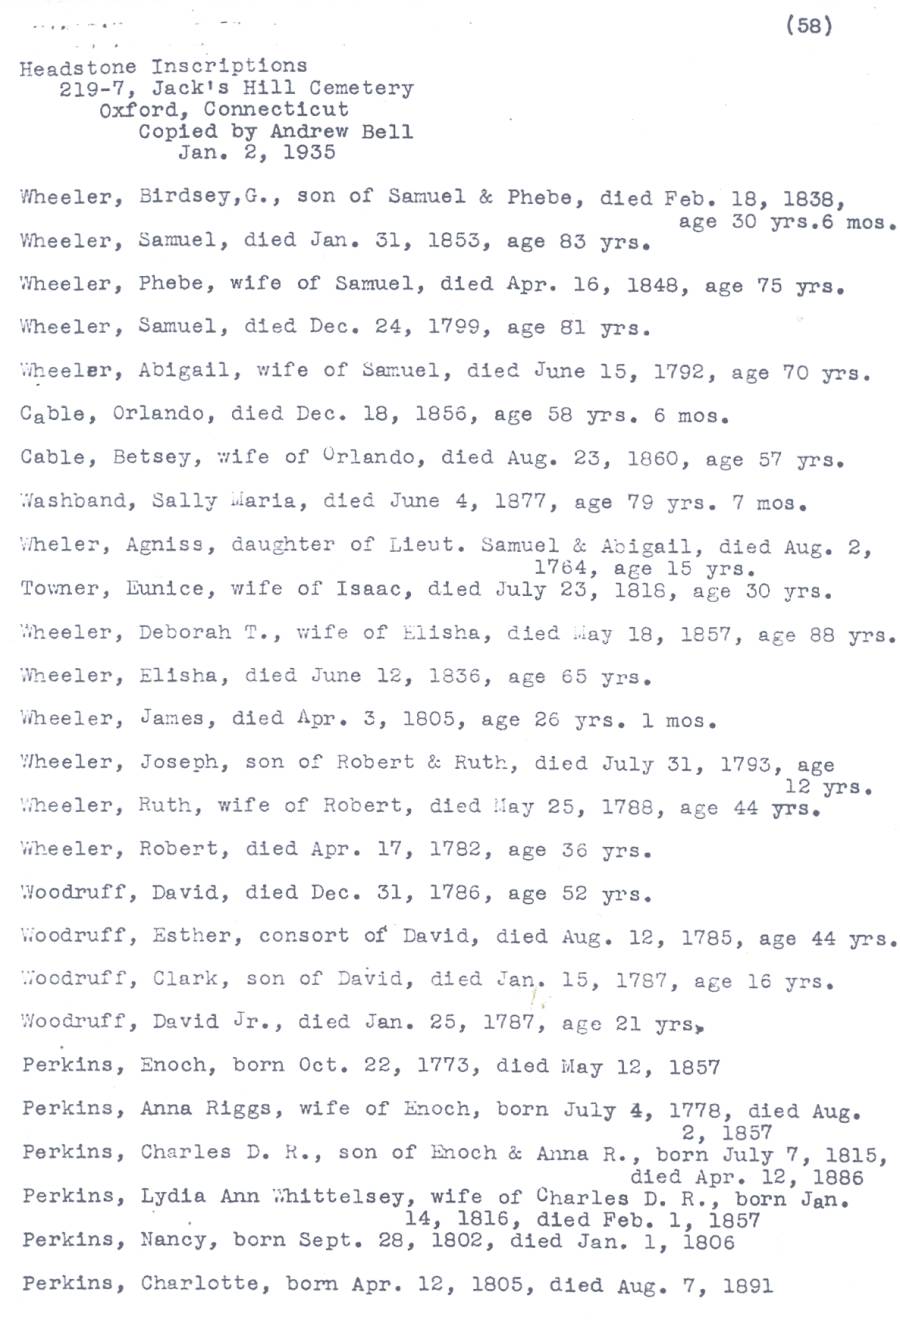 (58)
Headstone Inscriptions
219-7, Jack's Hill Cemetery
Oxford, Connecticut
Copied by Andrew Bell
Jan. 2, 1935
Wheeler, Birdsey,G., son of Samuel & Phebe, died Feb. 18, 1838,
age 30 yrs.6 mos.
Wheeler, Samuel, died Jan. 31, 1853, age 83 yrs.
Wheeler, Phebe, wife of Samuel, died Apr. 16, 1848, age 75 yrs.
Wheeler, Samuel, died Dec. 24, 1799, age 81 yrs.
Wheeler, Abigail, wife of Samuel, died June 15, 1792, age 70 yrs.
Cable, Orlando, died Dec. 18, 1856, age 58 yrs. 6 mos.
Cable, Betsey, wife of Orlando, died Aug. 23, 1860, age 57 yrs.
Washband, Sally Maria, died June 4, 1877, age 79 yrs. 7 mos.
Wheler, Agniss, daughter of Lieut. Samuel & Abigail, died Aug. 2,
1764, age 15 yrs.
Towner, Eunice, wife of Isaac, died July 23, 1818, age 30 yrs.
Wheeler, Deborah T., wife of Elisha, died May 18, 1857, age 88 yrs.
Wheeler, Elisha, died June 12, 1836, age 65 yrs.
Wheeler, James, died Apr. 3, 1805, age 26 yrs. 1 mos.
Wheeler, Joseph, son of Robert & Ruth, died July 31, 1793, age
12 yrs.
Wheeler, Ruth, wife of Robert, died May 25, 1788, age 44 yrs.
Wheeler, Robert, died Apr. 17, 1782, age 36 yrs.
Woodruff, David, died Dec. 31, 1786, age 52 yrs.
Woodruff, Esther, consort of David, died Aug. 12, 1785, age 44 yrs.
Woodruff, Clark, son of David, died Jan. 15, 1787, age 16 yrs.
Woodruff, David Jr., died Jan. 25, 1787, age 21 yrs.
Perkins, Enoch, born Oct. 22, 1773, died May 12, 1857
Perkins, Anna Riggs, wife of Enoch, born July 4, 1778, died Aug.
2, 1857
Perkins, Charles D. R., son of Enoch & Anna R., born July 7, 1815,
died Apr. 12, 1886
Perkins, Lydia Ann Whittelsey, wife of Charles D. R., born Jan.
14, 1816, died Feb. 1, 1857
Perkins, Nancy, born Sept. 28, 1802, died Jan. 1, 1806
Perkins, Charlotte, born Apr. 12, 1805, died Aug. 7, 1891